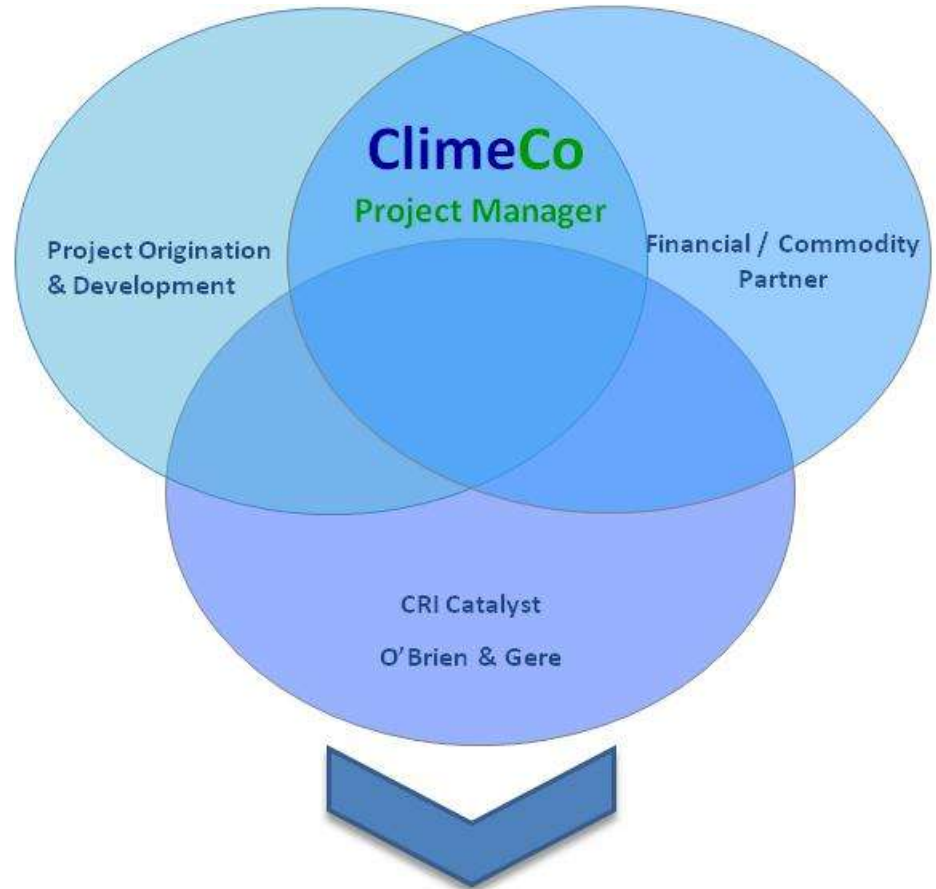 ClimeCo
Project Manager
Project Origination
& Development
Financial / Commodity
Partner
CRI Catalyst
O'Brien & Gere